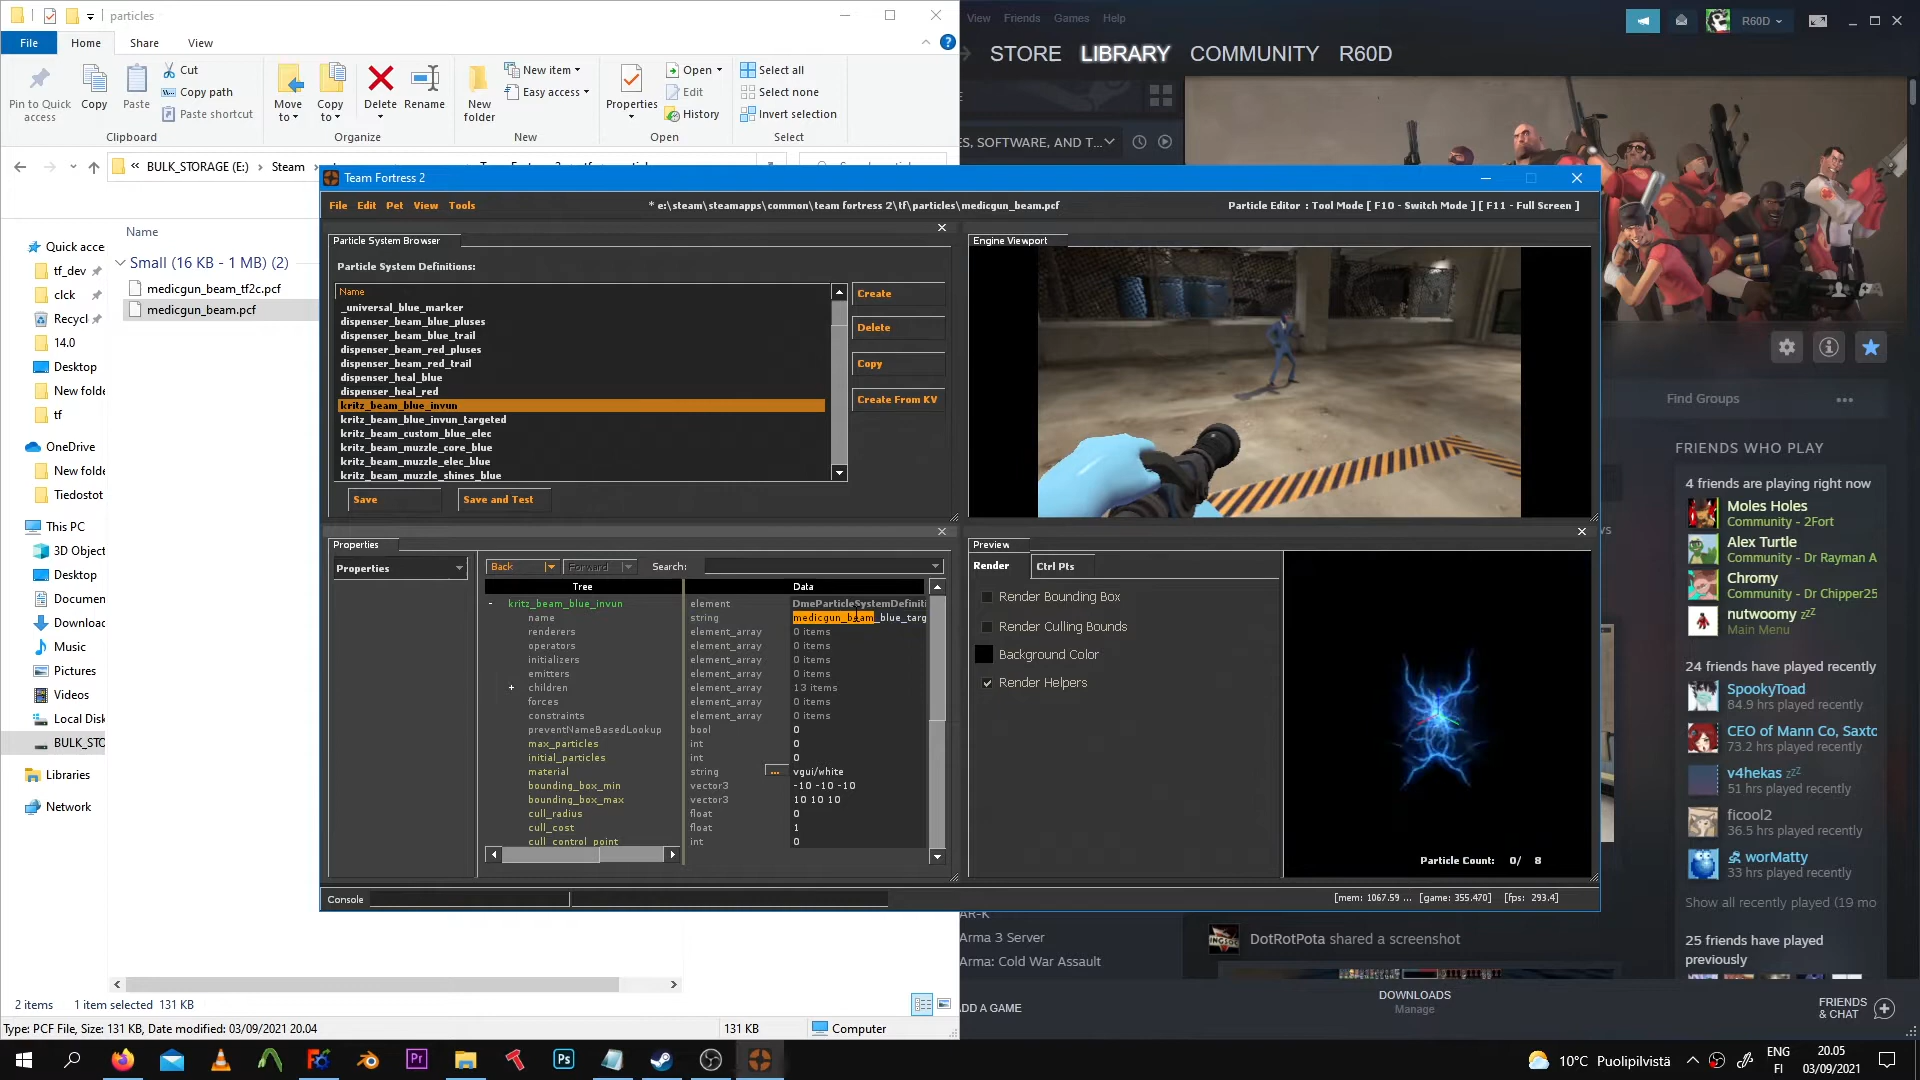 particles
File Home Share View
Pin to Quick access
Copy
Paste
Cut
Copy path
Paste shortcut
Clipboard
Move to
Copy to
Delete
Rename
Organize
New folder
New item
Easy access
New
Properties
Open
Edit
History
Open
Select all
Select none
Invert selection
Select
« BULK_STORAGE (E:) › Steam ›
Name
Small (16 KB - 1 MB) (2)
medicgun_beam_tf2c.pcf
medicgun_beam.pcf
Quick acce
tf_dev
clck
Recycl
14.0
Desktop
New folde
tf
OneDrive
New folde
Tiedostot
This PC
3D Object
Desktop
Documen
Download
Music
Pictures
Videos
Local Disk
BULK_STO
Libraries
Network
2 items 1 item selected 131 KB
Type: PCF File, Size: 131 KB, Date modified: 03/09/2021 20.04
131 KB
Computer
Team Fortress 2
File Edit Pet View Tools
* e:\steam\steamapps\common\team fortress 2\tf\particles\medicgun_beam.pcf
Particle Editor : Tool Mode [ F10 - Switch Mode ] [ F11 - Full Screen ]
Particle System Browser
Particle System Definitions:
Name
_universal_blue_marker
dispenser_beam_blue_pluses
dispenser_beam_blue_trail
dispenser_beam_red_pluses
dispenser_beam_red_trail
dispenser_heal_blue
dispenser_heal_red
kritz_beam_blue_invun
kritz_beam_blue_invun_targeted
kritz_beam_custom_blue_elec
kritz_beam_muzzle_core_blue
kritz_beam_muzzle_elec_blue
kritz_beam_muzzle_shines_blue
Create
Delete
Copy
Create From KV
Save
Save and Test
Engine Viewport
Properties
Properties
Back Forward Search:
Tree Data
- kritz_beam_blue_invun element DmeParticleSystemDefiniti
name string medicgun_beam_blue_targ
renderers element_array 0 items
operators element_array 0 items
initializers element_array 0 items
emitters element_array 0 items
+ children element_array 13 items
forces element_array 0 items
constraints element_array 0 items
preventNameBasedLookup bool 0
max_particles int 0
initial_particles int 0
material string ... vgui/white
bounding_box_min vector3 -10 -10 -10
bounding_box_max vector3 10 10 10
cull_radius float 0
cull_cost float 1
cull_control_point int 0
Preview
Render Ctrl Pts
Render Bounding Box
Render Culling Bounds
Background Color
Render Helpers
Particle Count: 0/ 8
Console
[mem: 1067.59 ... [game: 355.470] [fps: 293.4]
View Friends Games Help
R60D
STORE LIBRARY COMMUNITY R60D
ES, SOFTWARE, AND T...
Find Groups
FRIENDS WHO PLAY
4 friends are playing right now
Moles Holes
Community - 2Fort
Alex Turtle
Community - Dr Rayman A
Chromy
Community - Dr Chipper25
nutwoomy zzZ
Main Menu
24 friends have played recently
SpookyToad
84.9 hrs played recently
CEO of Mann Co, Saxtc
73.2 hrs played recently
v4hekas zzZ
51 hrs played recently
ficool2
36.5 hrs played recently
worMatty
33 hrs played recently
Show all recently played (19 mo
25 friends have played previously
AR-K
Arma 3 Server
Arma: Cold War Assault
DotRotPota shared a screenshot
DD A GAME
DOWNLOADS
Manage
FRIENDS & CHAT
10°C Puolipilvistä
ENG
FI
20.05
03/09/2021